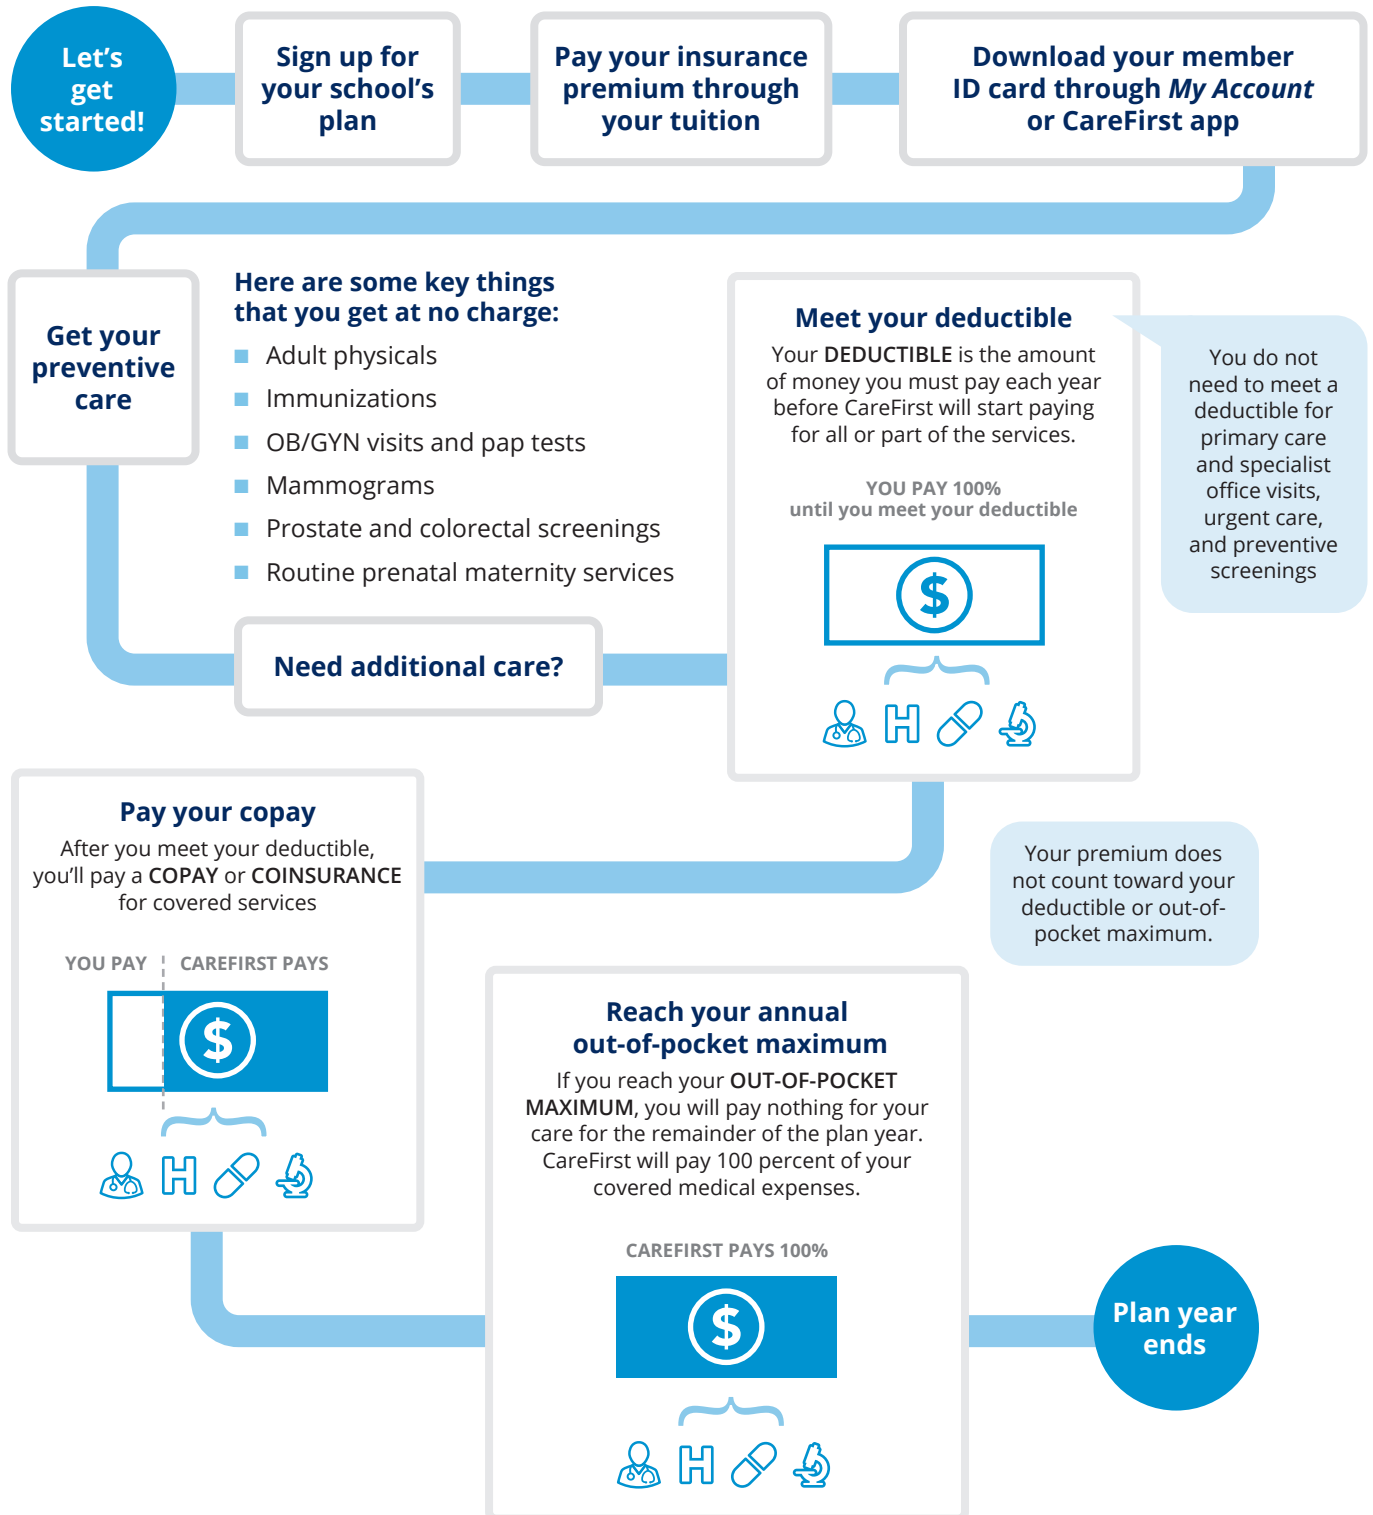 Let's
get
started!
Sign up for
your school's
plan
Pay your insurance
premium through
your tuition
Download your member
ID card through My Account
or CareFirst app
Get your
preventive
care
Here are some key things
that you get at no charge:
Adult physicals
Immunizations
OB/GYN visits and pap tests
Mammograms
Prostate and colorectal screenings
Routine prenatal maternity services
Need additional care?
Meet your deductible
Your DEDUCTIBLE is the amount
of money you must pay each year
before CareFirst will start paying
for all or part of the services.
YOU PAY 100%
until you meet your deductible
$
H
You do not
need to meet a
deductible for
primary care
and specialist
office visits,
urgent care,
and preventive
screenings
Pay your copay
After you meet your deductible,
you'll pay a COPAY or COINSURANCE
for covered services
YOU PAY
CAREFIRST PAYS
$
H
Your premium does
not count toward your
deductible or out-of-
pocket maximum.
Reach your annual
out-of-pocket maximum
If you reach your OUT-OF-POCKET
MAXIMUM, you will pay nothing for your
care for the remainder of the plan year.
CareFirst will pay 100 percent of your
covered medical expenses.
CAREFIRST PAYS 100%
$
H
Plan year
ends